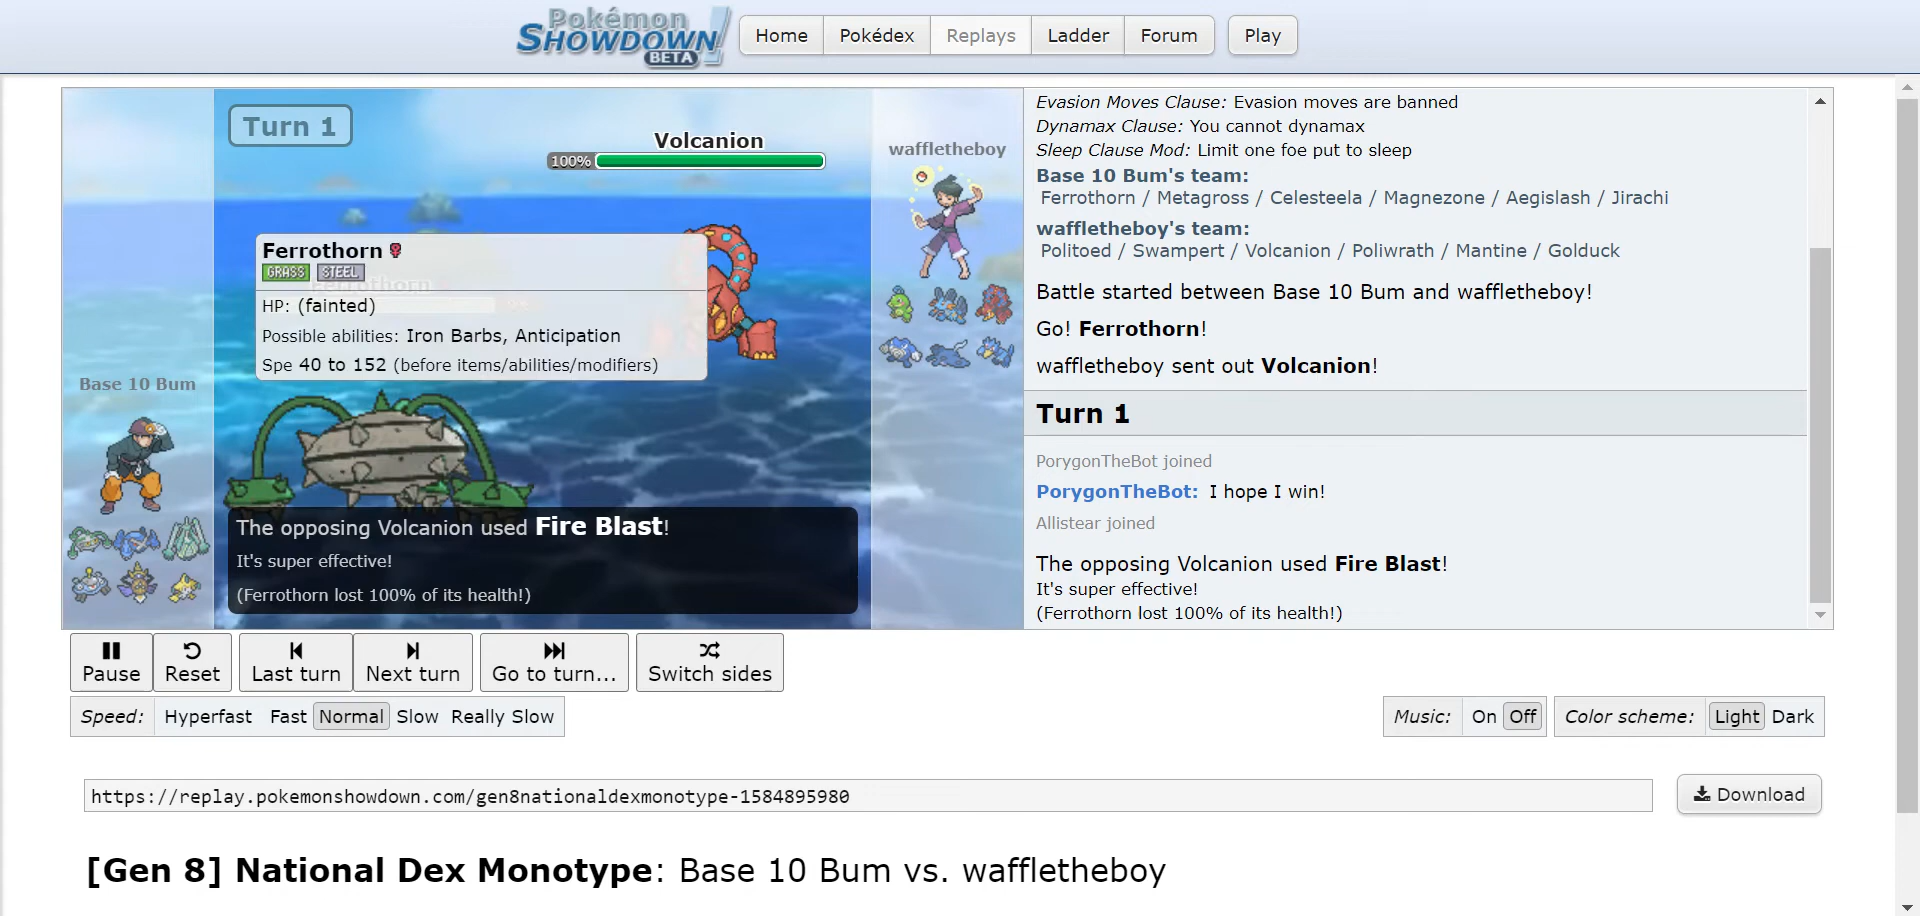 Pokémon
SHOWDOWN!
BETA
Home
Pokédex
Replays
Ladder
Forum
Play
Turn 1
Volcanion
100%
waffletheboy
Base 10 Bum
Ferrothorn
GRASS STEEL
HP: (fainted)
Possible abilities: Iron Barbs, Anticipation
Spe 40 to 152 (before items/abilities/modifiers)
The opposing Volcanion used Fire Blast!
It's super effective!
(Ferrothorn lost 100% of its health!)
Evasion Moves Clause: Evasion moves are banned
Dynamax Clause: You cannot dynamax
Sleep Clause Mod: Limit one foe put to sleep
Base 10 Bum's team:
Ferrothorn / Metagross / Celesteela / Magnezone / Aegislash / Jirachi
waffletheboy's team:
Politoed / Swampert / Volcanion / Poliwrath / Mantine / Golduck
Battle started between Base 10 Bum and waffletheboy!
Go! Ferrothorn!
waffletheboy sent out Volcanion!
Turn 1
PorygonTheBot joined
PorygonTheBot: I hope I win!
Allistear joined
The opposing Volcanion used Fire Blast!
It's super effective!
(Ferrothorn lost 100% of its health!)
Pause
Reset
Last turn
Next turn
Go to turn...
Switch sides
Speed: Hyperfast Fast Normal Slow Really Slow
Music: On Off
Color scheme: Light Dark
https://replay.pokemonshowdown.com/gen8nationaldexmonotype-1584895980
Download
[Gen 8] National Dex Monotype: Base 10 Bum vs. waffletheboy